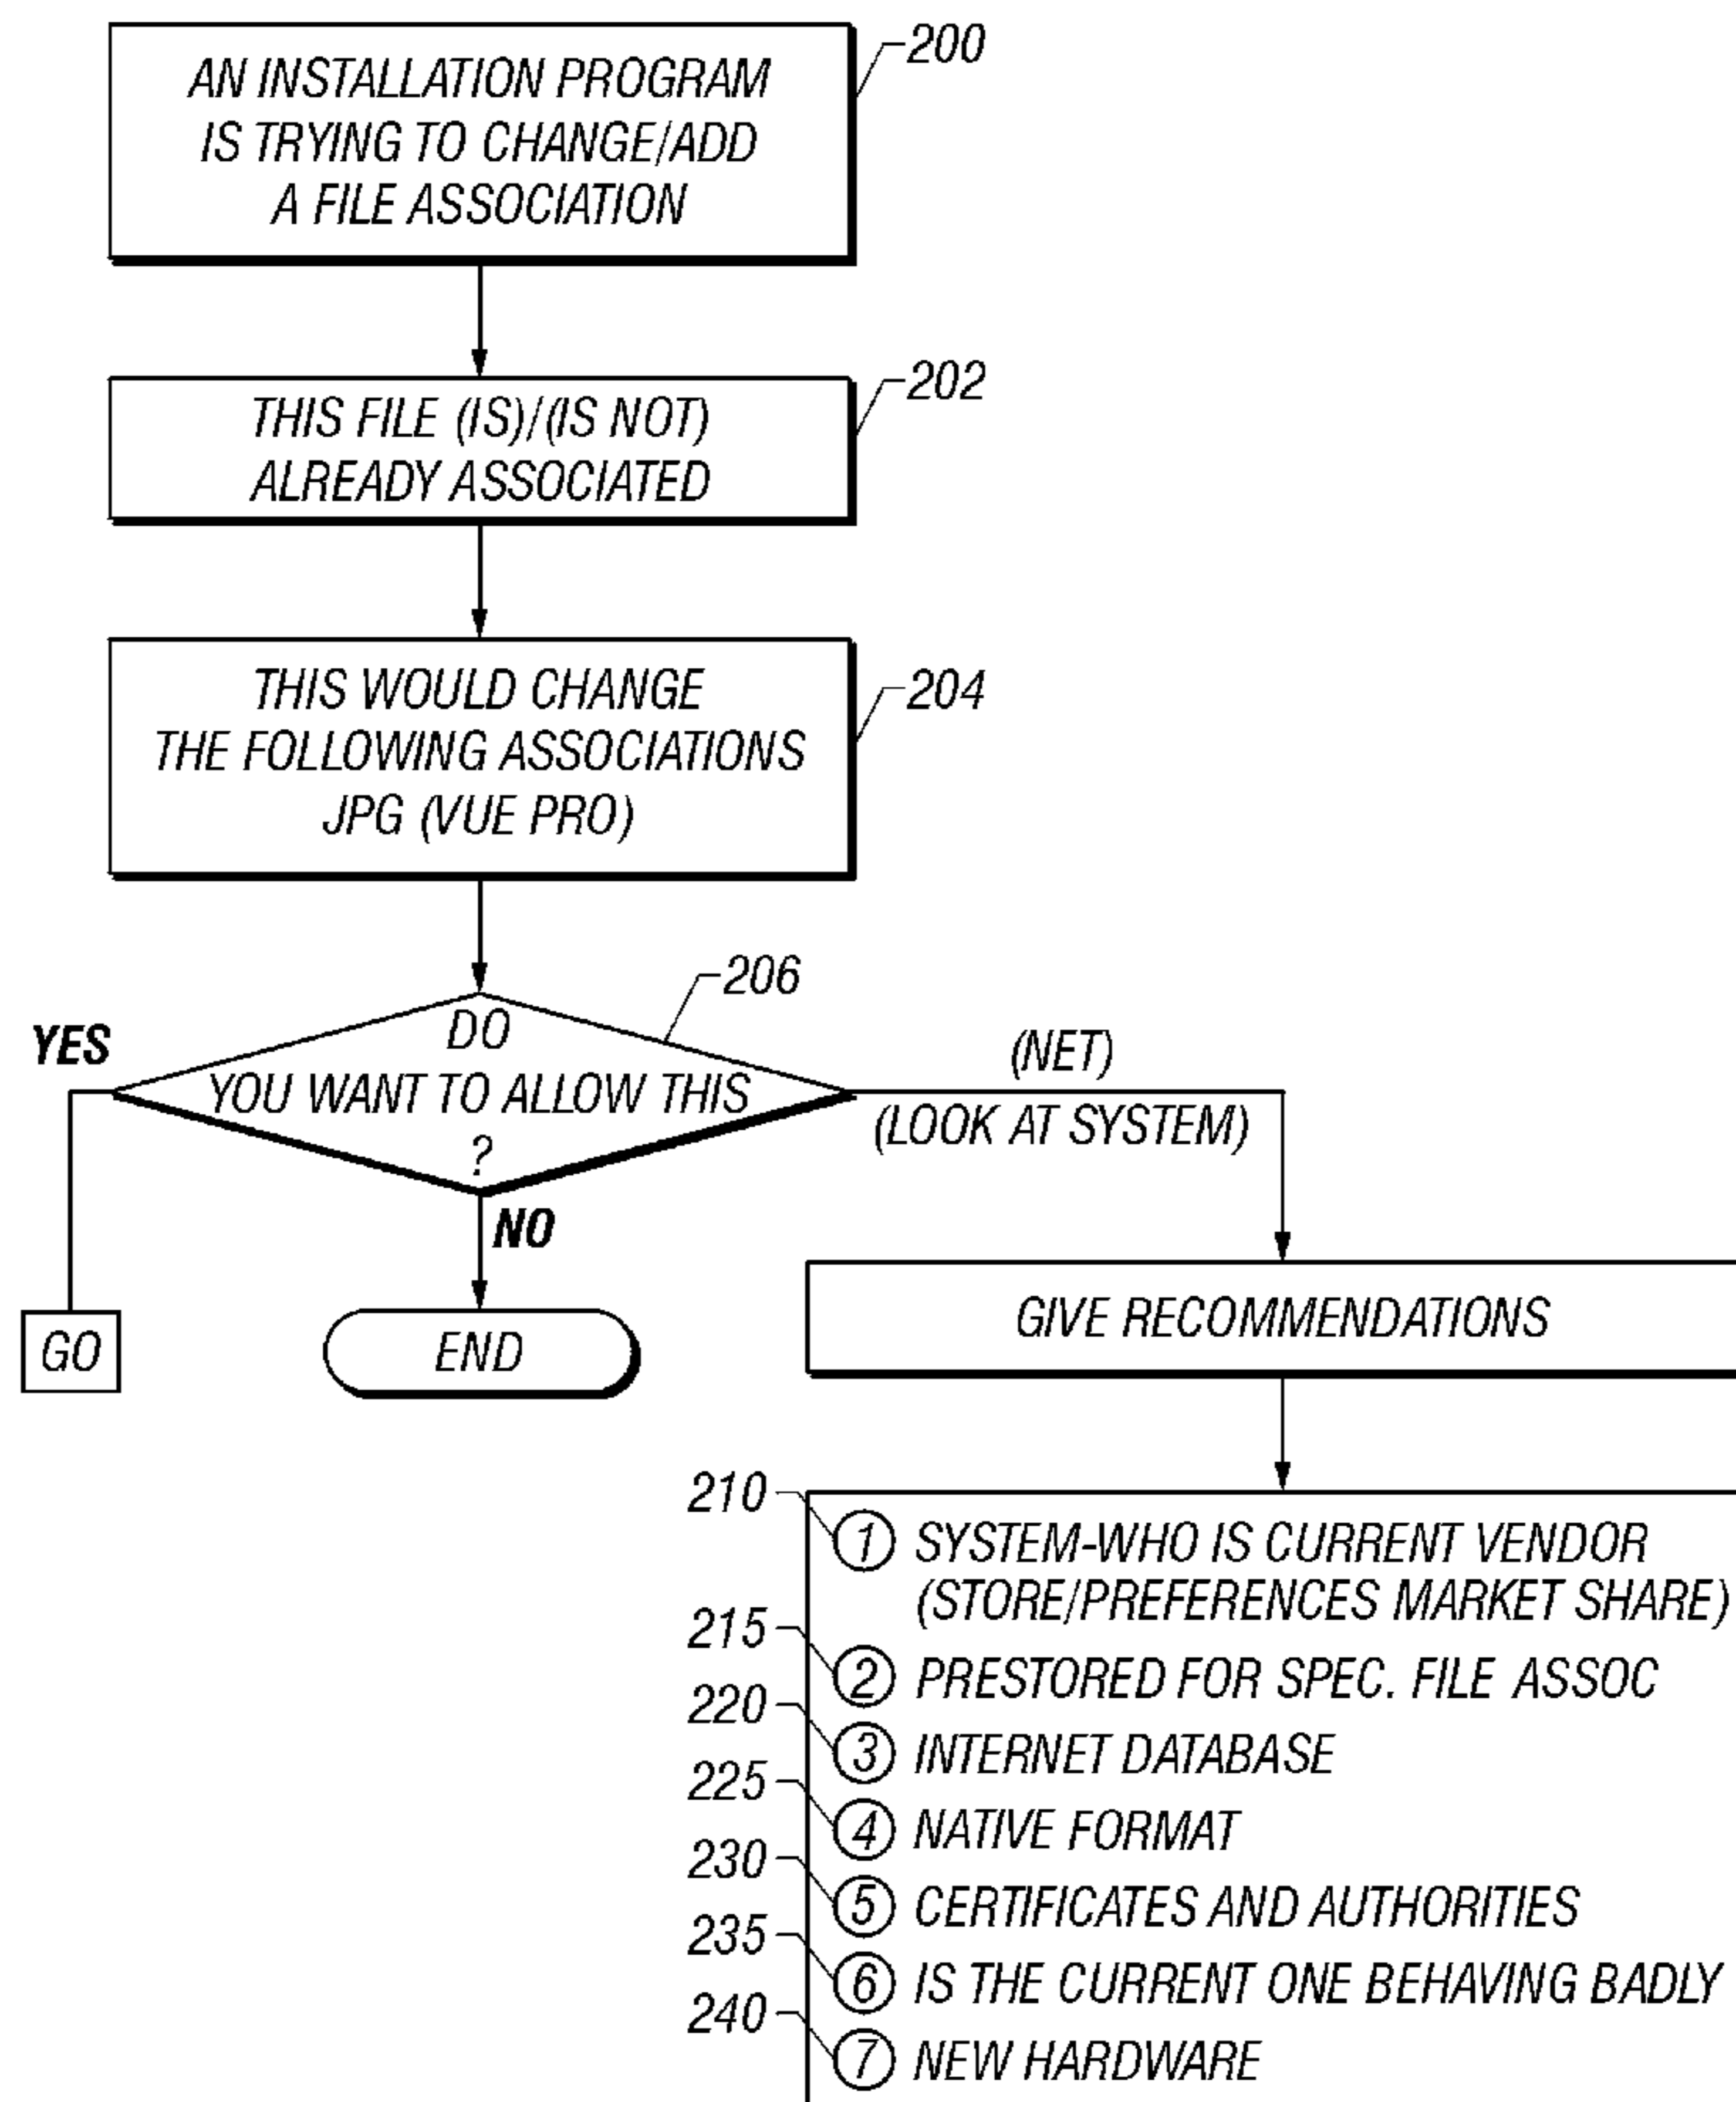 AN INSTALLATION PROGRAM
IS TRYING TO CHANGE/ADD
A FILE ASSOCIATION
200
THIS FILE (IS)/(IS NOT)
ALREADY ASSOCIATED
202
THIS WOULD CHANGE
THE FOLLOWING ASSOCIATIONS
JPG (VUE PRO)
204
206
DO
YOU WANT TO ALLOW THIS
?
YES
(NET)
(LOOK AT SYSTEM)
NO
GO
END
GIVE RECOMMENDATIONS
210
1 SYSTEM-WHO IS CURRENT VENDOR
(STORE/PREFERENCES MARKET SHARE)
215
2 PRESTORED FOR SPEC. FILE ASSOC
220
3 INTERNET DATABASE
225
4 NATIVE FORMAT
230
5 CERTIFICATES AND AUTHORITIES
235
6 IS THE CURRENT ONE BEHAVING BADLY
240
7 NEW HARDWARE